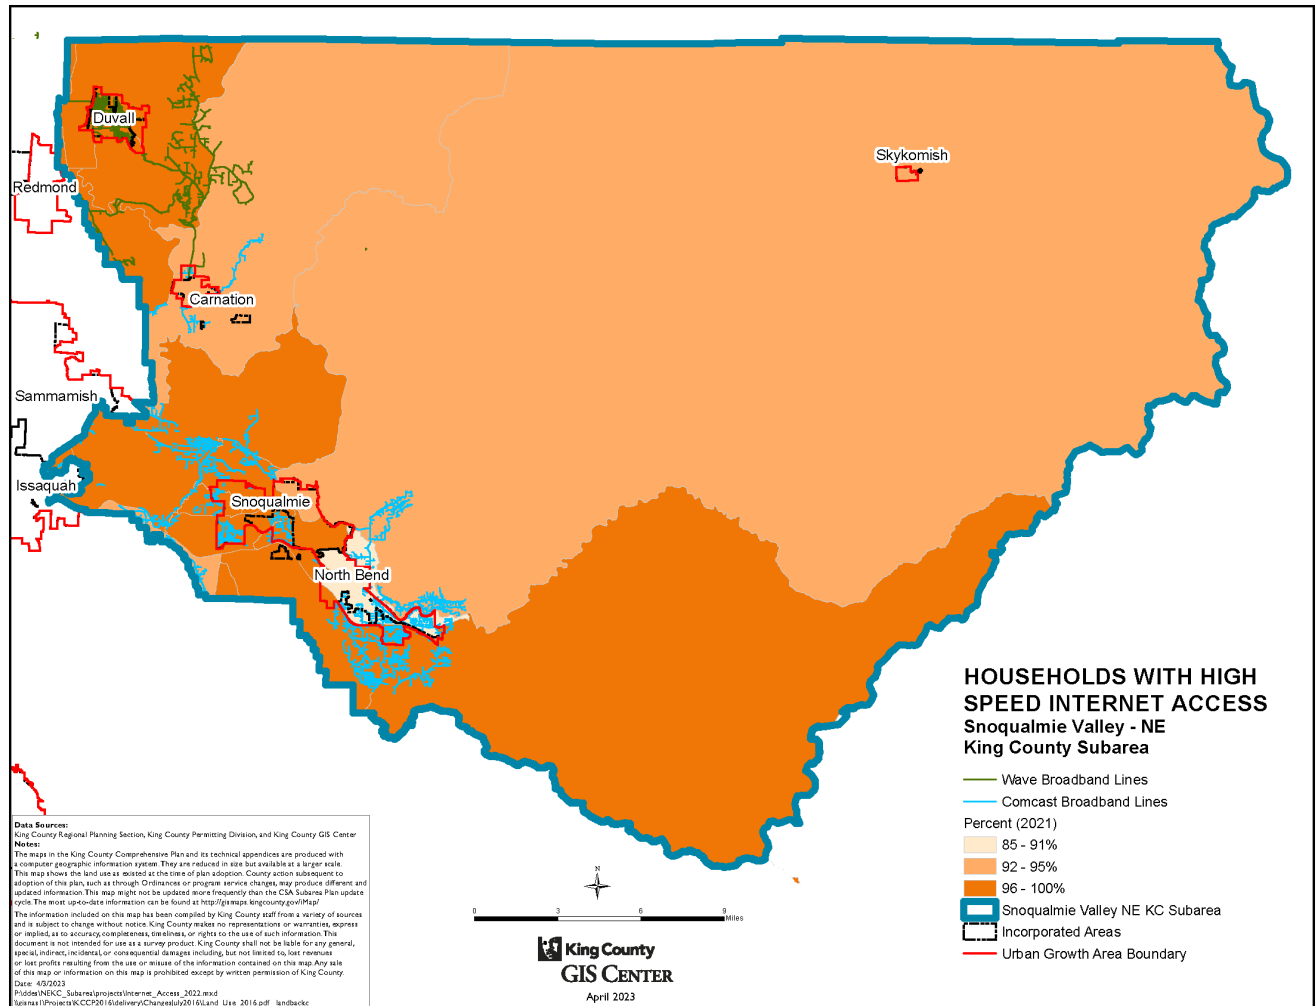 Duvall
Skykomish
Redmond
Carnation
Sammamish
Issaquah
Snoqualmie
North Bend
HOUSEHOLDS WITH HIGH
SPEED INTERNET ACCESS
Snoqualmie Valley - NE
King County Subarea
Wave Broadband Lines
Comcast Broadband Lines
Percent (2021)
85 - 91%
92 - 95%
96 - 100%
Snoqualmie Valley NE KC Subarea
Incorporated Areas
Urban Growth Area Boundary
N
0 3 6 9
Miles
King County
GIS CENTER
April 2023
Data Sources:
King County Regional Planning Section, King County Permitting Division, and King County GIS Center
Notes:
The maps in the King County Comprehensive Plan and its technical appendices are produced with
a computer geographic information system. They are reduced in size but available at a larger scale.
This map shows the land use as existed at the time of plan adoption. County action subsequent to
adoption of this plan, such as through Ordinances or program service changes, may produce different and
updated information. This map might not be updated more frequently than the CSA Subarea Plan update
cycle. The most up-to-date information can be found at http://gismaps.kingcounty.gov/iMap/
The information included on this map has been compiled by King County staff from a variety of sources
and is subject to change without notice. King County makes no representations or warranties, express
or implied, as to accuracy, completeness, timeliness, or rights to the use of such information. This
document is not intended for use as a survey product. King County shall not be liable for any general,
special, indirect, incidental, or consequential damages including, but not limited to, lost revenues
or lost profits resulting from the use or misuse of the information contained on this map. Any sale
of this map or information on this map is prohibited except by written permission of King County.
Date: 4/3/2023
P:\ddes\NEKC_Subarea\projects\Internet_Access_2022.mxd
\Projects\KCCP2016\delivery\ChangesJuly2016\Land_Use_2016.pdf